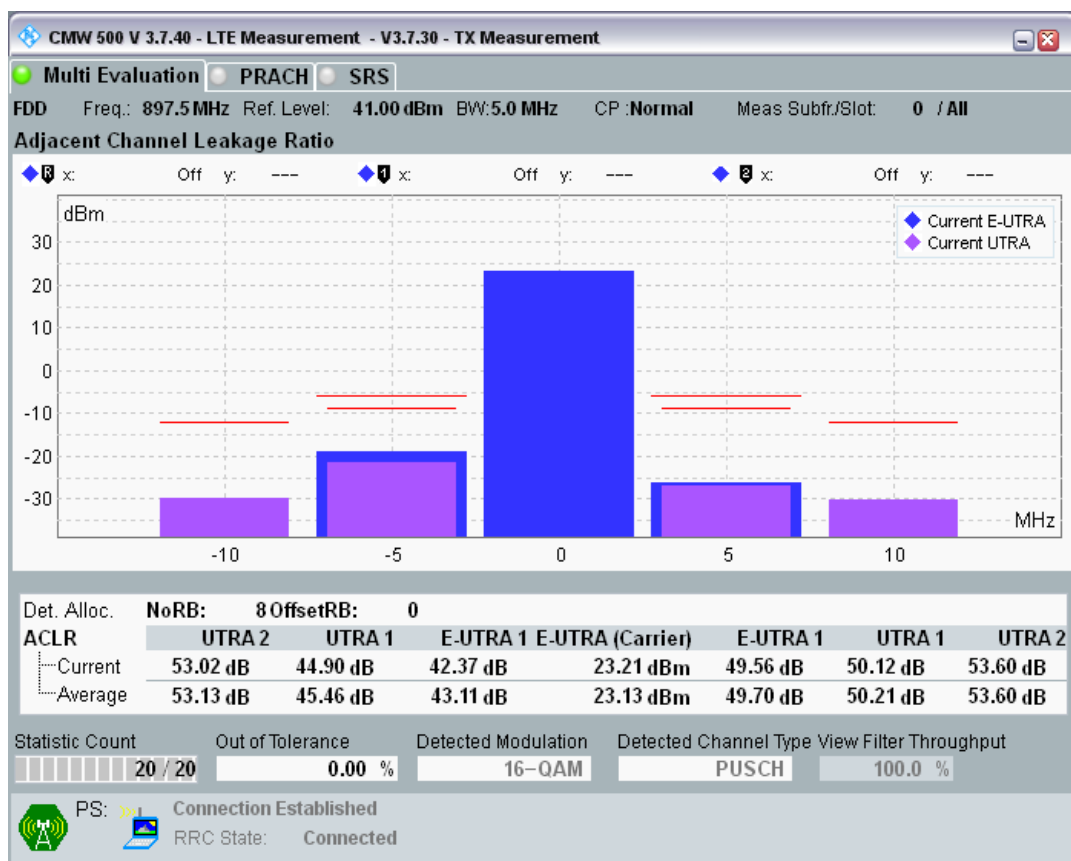 CMW 500 V 3.7.40 - LTE Measurement - V3.7.30 - TX Measurement
Multi Evaluation PRACH SRS
FDD Freq.: 897.5 MHz Ref. Level: 41.00 dBm BW:5.0 MHz CP :Normal Meas Subfr./Slot: 0 / All
Adjacent Channel Leakage Ratio
R x: Off y: --- 1 x: Off y: --- 2 x: Off y: ---
dBm
Current E-UTRA
Current UTRA
30
20
10
0
-10
-20
-30
MHz
-10 -5 0 5 10
Det. Alloc. NoRB: 8 OffsetRB: 0
ACLR UTRA 2 UTRA 1 E-UTRA 1 E-UTRA (Carrier) E-UTRA 1 UTRA 1 UTRA 2
Current 53.02 dB 44.90 dB 42.37 dB 23.21 dBm 49.56 dB 50.12 dB 53.60 dB
Average 53.13 dB 45.46 dB 43.11 dB 23.13 dBm 49.70 dB 50.21 dB 53.60 dB
Statistic Count Out of Tolerance Detected Modulation Detected Channel Type View Filter Throughput
20 / 20 0.00 % 16-QAM PUSCH 100.0 %
PS: Connection Established
RRC State: Connected